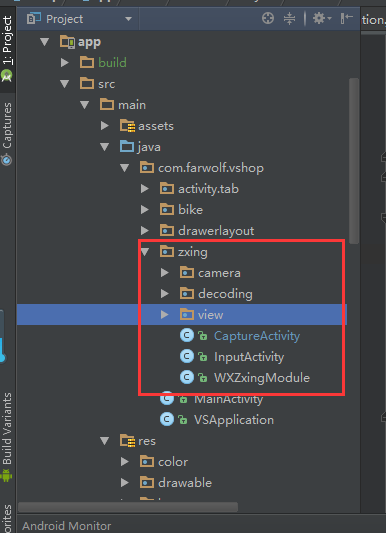 Project
tion.
1: Project
Captures
Build Variants
app
build
src
main
assets
java
com.farwolf.vshop
activity.tab
bike
drawerlayout
zxing
camera
decoding
view
CaptureActivity
InputActivity
WXZxingModule
MainActivity
VSApplication
res
color
drawable
Android Monitor